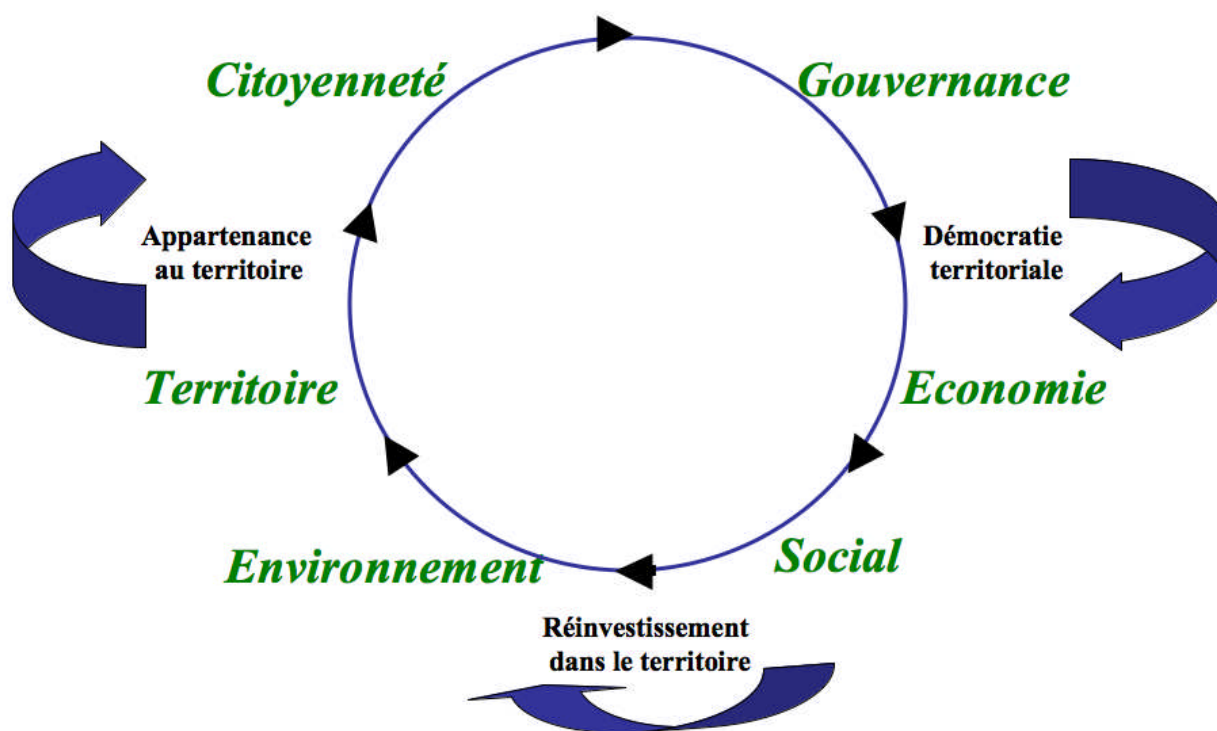 Citoyenneté
Gouvernance
Appartenance
au territoire
Démocratie
territoriale
Territoire
Economie
Environnement
Social
Réinvestissement
dans le territoire